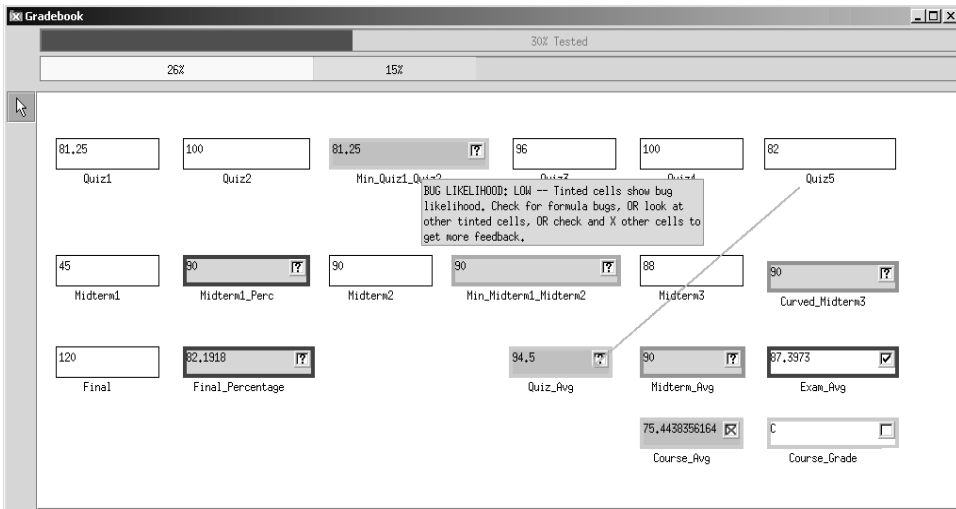 Gradebook
30% Tested
26% 15%
81.25 100 81.25 ? 96 100 82
Quiz1 Quiz2 Min_Quiz1_Quiz2 Quiz3 Quiz4 Quiz5
BUG LIKELIHOOD: LOW -- Tinted cells show bug
likelihood. Check for formula bugs, OR look at
other tinted cells, OR check and X other cells to
get more feedback.
45 90 ? 90 90 ? 88 90 ?
Midterm1 Midterm1_Perc Midterm2 Min_Midterm1_Midterm2 Midterm3 Curved_Midterm3
120 82.1918 ? 94.5 ? 90 ? 87.3973
Final Final_Percentage Quiz_Avg Midterm_Avg Exam_Avg
75.4438356164 C
Course_Avg Course_Grade